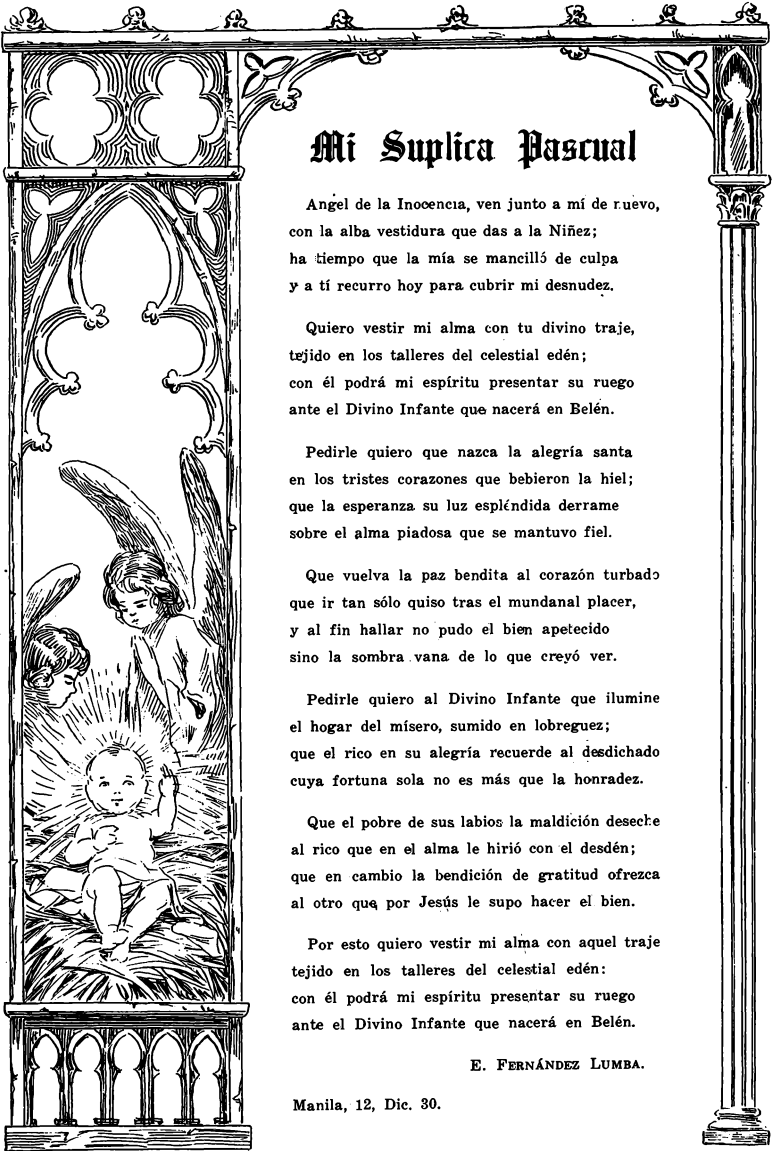 Mi Suplica Pascual
Angel de la Inocencia, ven junto a mí de nuevo,
con la alba vestidura que das a la Niñez;
ha tiempo que la mía se mancilló de culpa
y a tí recurro hoy para cubrir mi desnudez.
Quiero vestir mi alma con tu divino traje,
tejido en los talleres del celestial edén;
con él podrá mi espíritu presentar su ruego
ante el Divino Infante que nacerá en Belén.
Pedirle quiero que nazca la alegría santa
en los tristes corazones que bebieron la hiel;
que la esperanza su luz espléndida derrame
sobre el alma piadosa que se mantuvo fiel.
Que vuelva la paz bendita al corazón turbado
que ir tan sólo quiso tras el mundanal placer,
y al fin hallar no pudo el bien apetecido
sino la sombra vana de lo que creyó ver.
Pedirle quiero al Divino Infante que ilumine
el hogar del mísero, sumido en lobreguez;
que el rico en su alegría recuerde al desdichado
cuya fortuna sola no es más que la honradez.
Que el pobre de sus labios la maldición deseche
al rico que en el alma le hirió con el desdén;
que en cambio la bendición de gratitud ofrezca
al otro que por Jesús le supo hacer el bien.
Por esto quiero vestir mi alma con aquel traje
tejido en los talleres del celestial edén:
con él podrá mi espíritu presentar su ruego
ante el Divino Infante que nacerá en Belén.
E. FERNÁNDEZ LUMBA.
Manila, 12, Dic. 30.